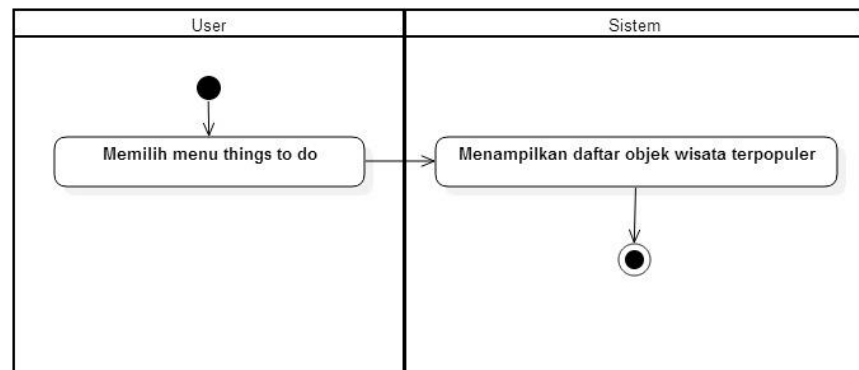 User
Sistem
Memilih menu things to do
Menampilkan daftar objek wisata terpopuler